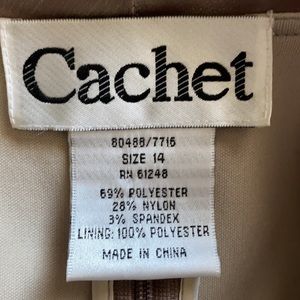 Cachet
80488/7716
SIZE 14
RN 61248
69% POLYESTER
28% NYLON
3% SPANDEX
LINING: 100% POLYESTER
MADE IN CHINA